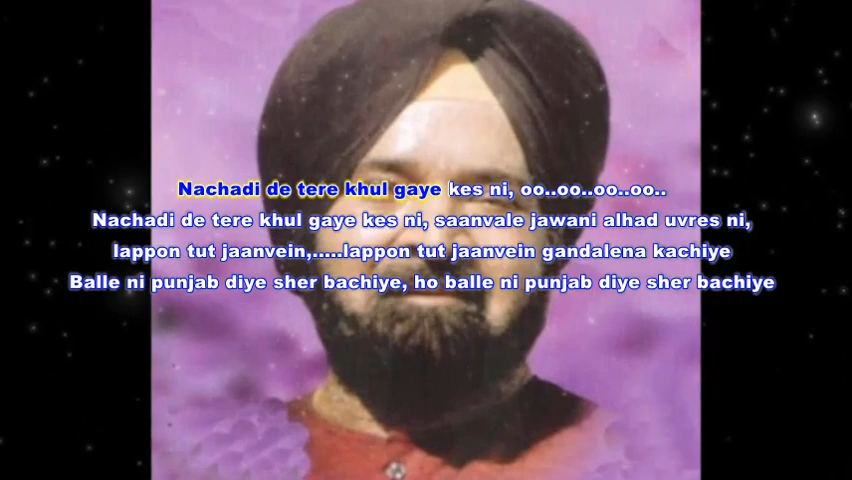 Nachadi de tere khul gaye kes ni, oo..oo..oo..oo..
Nachadi de tere khul gaye kes ni, saanvale jawani alhad uvres ni,
lappon tut jaanvein,.....lappon tut jaanvein gandalena kachiye
Balle ni punjab diye sher bachiye, ho balle ni punjab diye sher bachiye